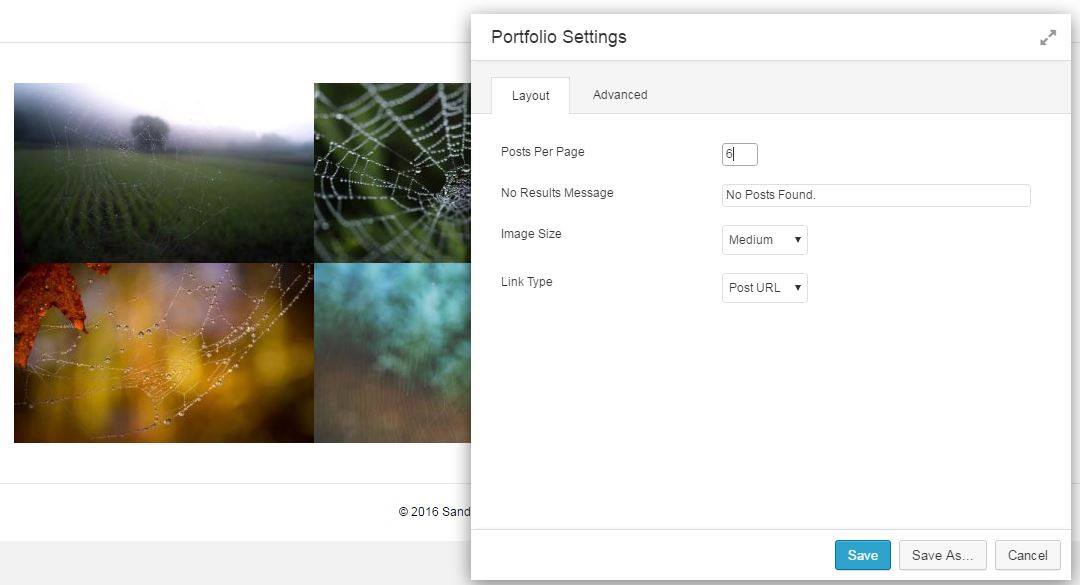 Portfolio Settings
Layout Advanced
Posts Per Page 6
No Results Message No Posts Found.
Image Size Medium
Link Type Post URL
© 2016 Sand
Save Save As... Cancel